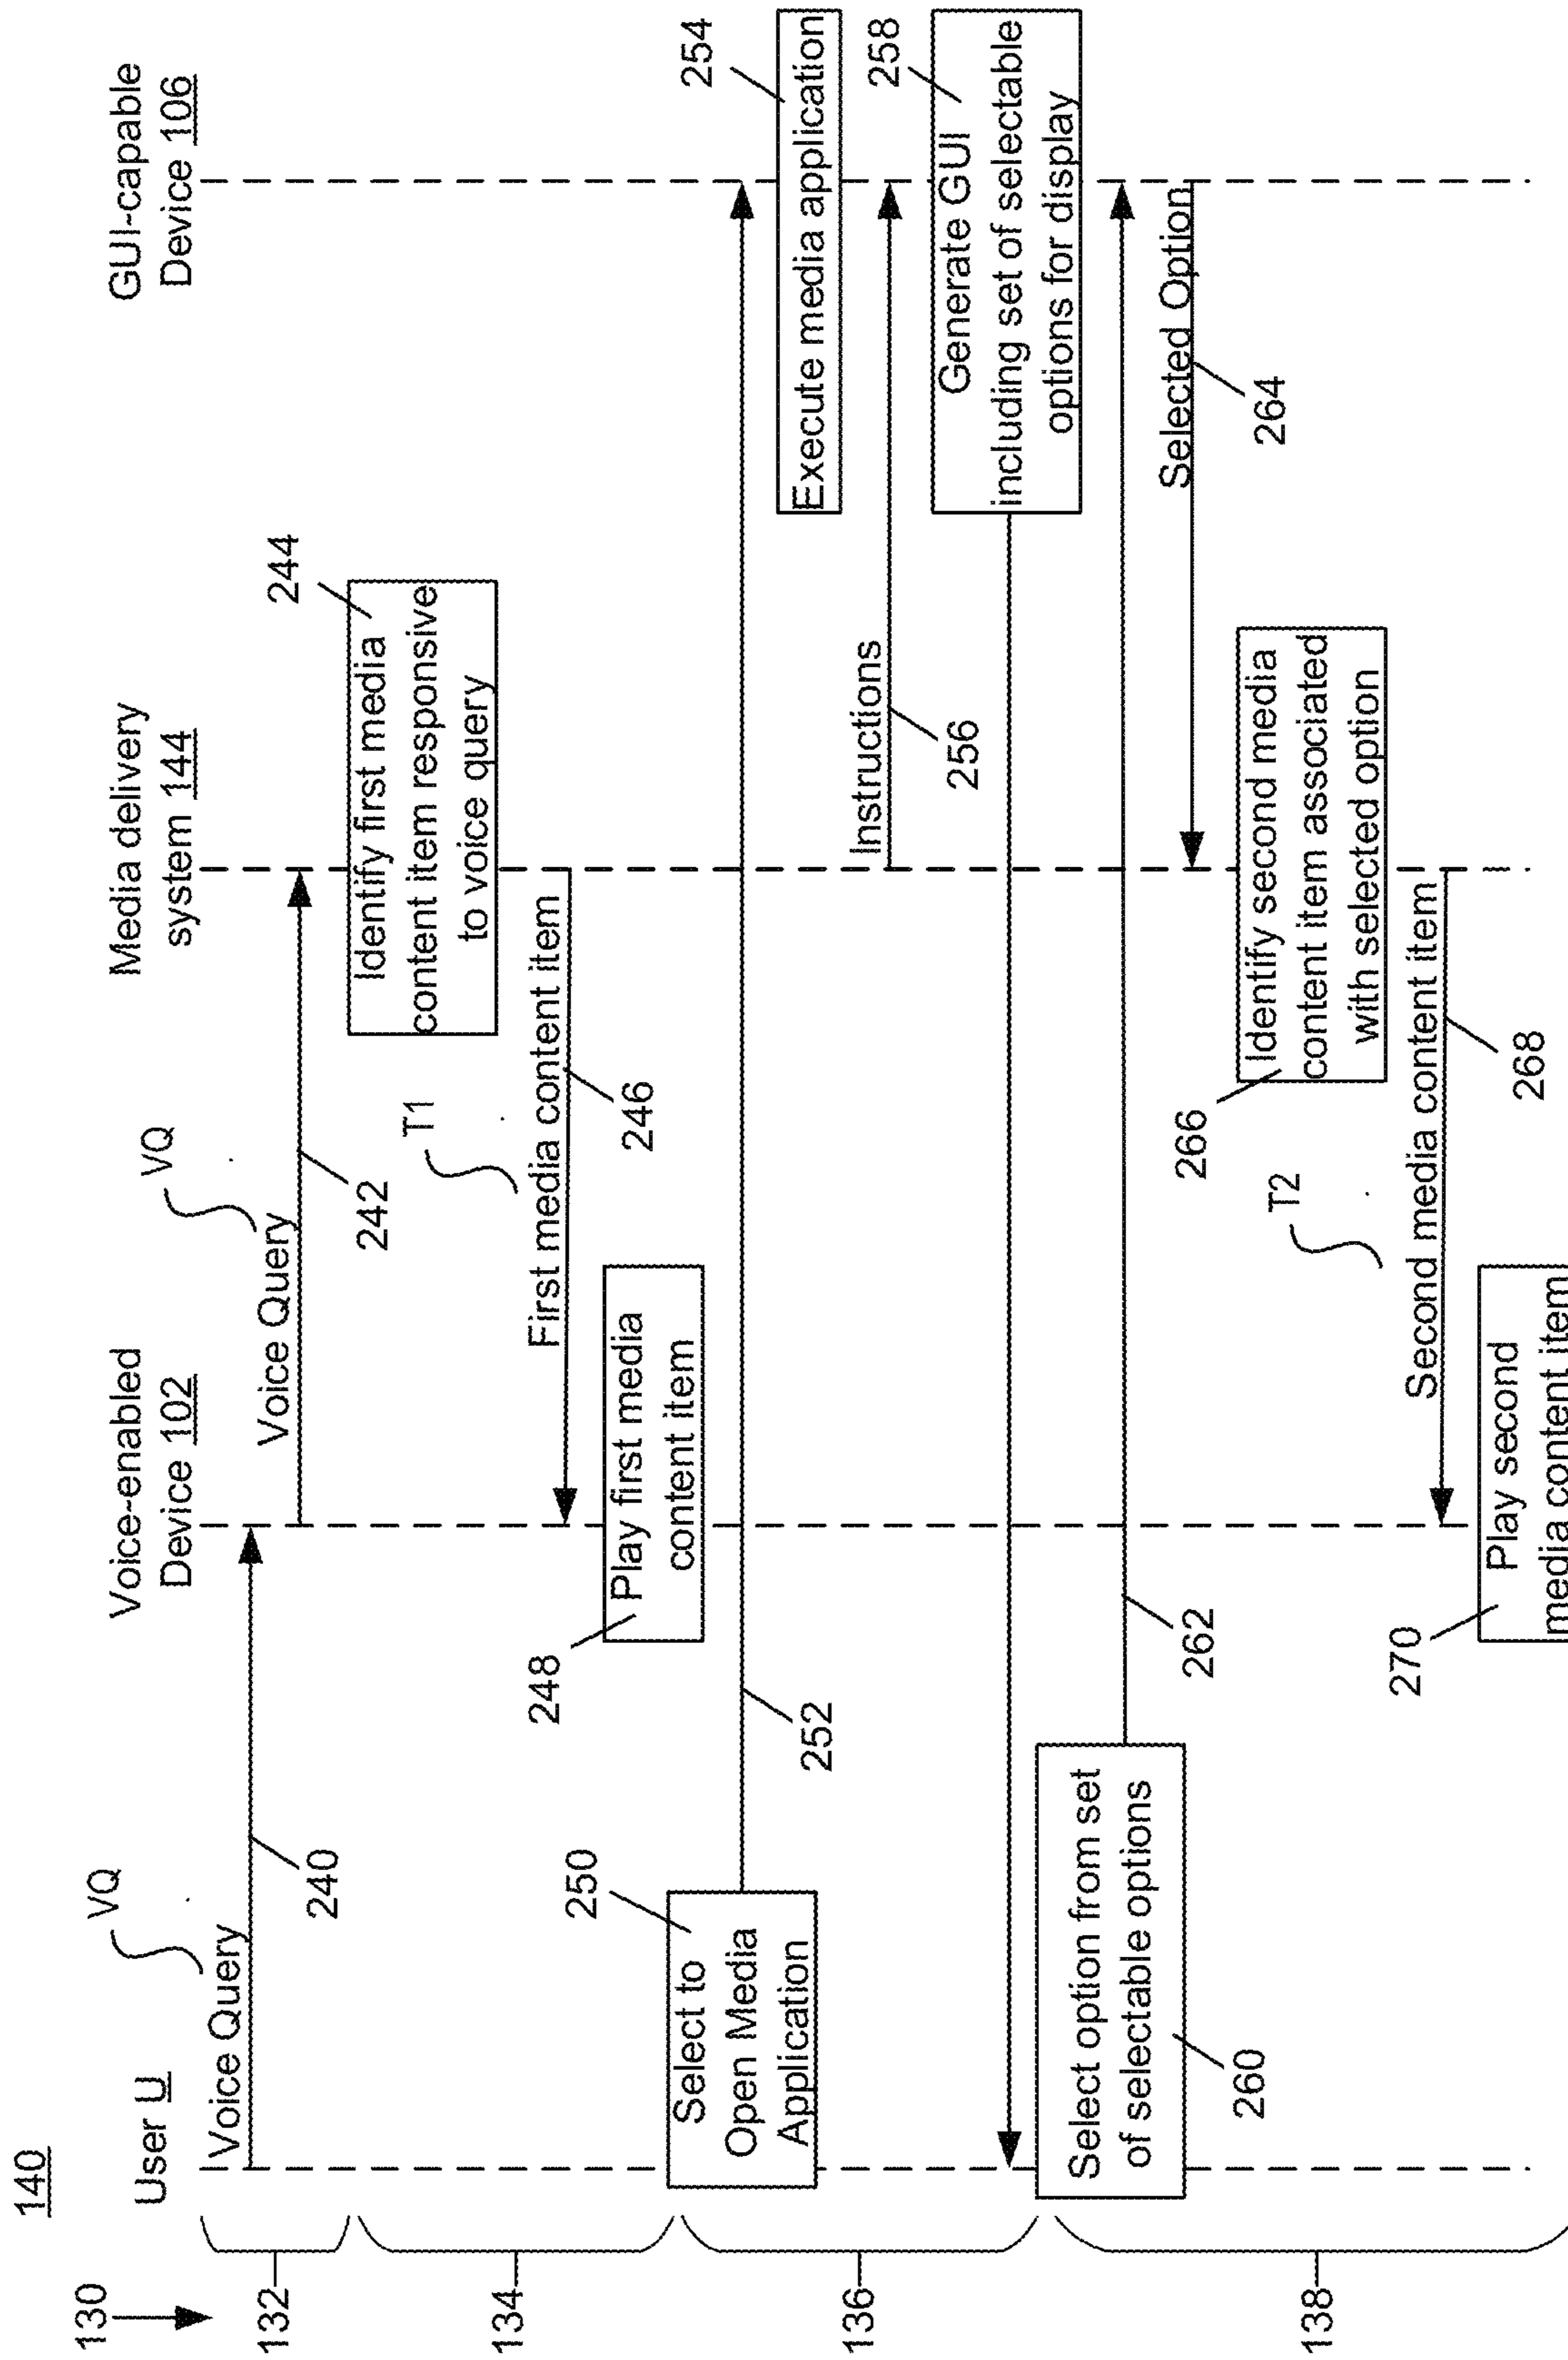 140
130
User U
Voice-enabled
Device 102
Media delivery
system 144
GUI-capable
Device 106
132
VQ
Voice Query
240
VQ
Voice Query
242
134
244
Identify first media
content item responsive
to voice query
T1
First media content item
246
248
Play first media
content item
136
250
Select to
Open Media
Application
252
254
Execute media application
Instructions
256
258
Generate GUI
including set of selectable
options for display
138
Select option from set
of selectable options
260
262
Selected Option
264
266
Identify second media
content item associated
with selected option
T2
Second media content item
268
270
Play second
media content item